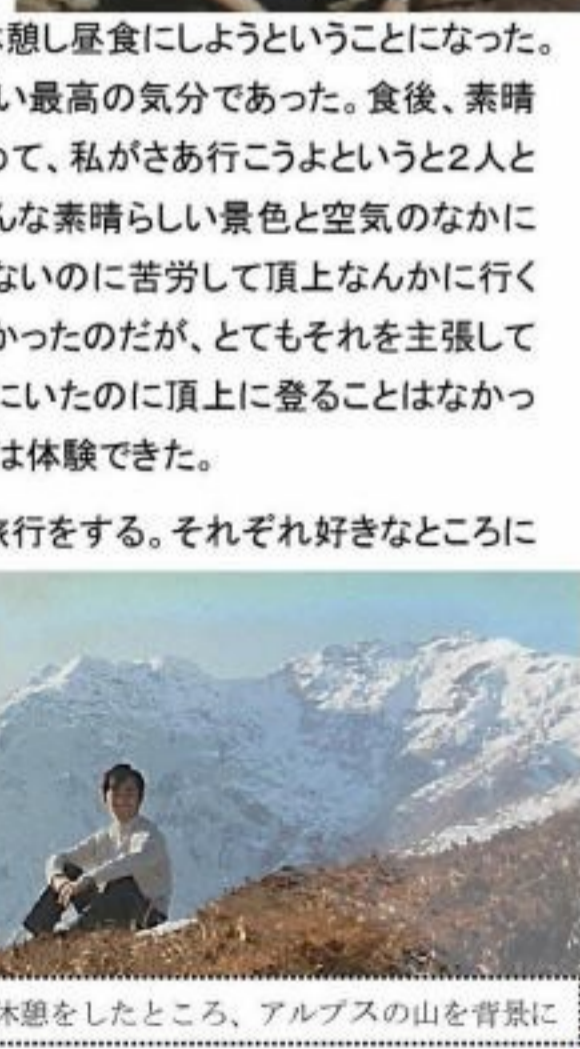 憩し昼食にしようということになった。
い最高の気分であった。食後、素晴
て、私がさあ行こうよというと2人と
んな素晴らしい景色と空気のなかに
ないのに苦労して頂上なんかに行く
かったのだが、とてもそれを主張して
にいたのに頂上に登ることはなかっ
は体験できた。
旅行をする。それぞれ好きなところに
休憩をしたところ、アルプスの山を背景に